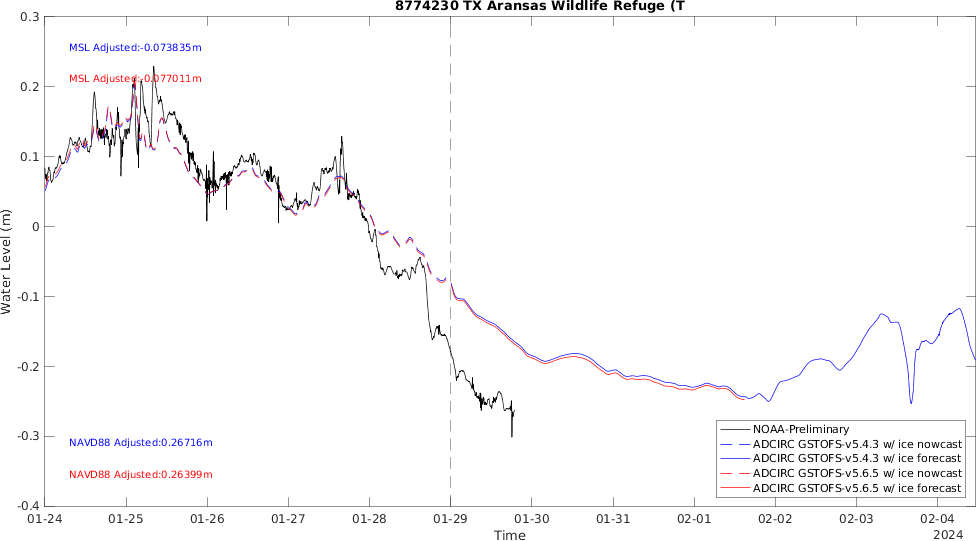 8774230 TX Aransas Wildlife Refuge (T
0.3
0.2
0.1
0
-0.1
-0.2
-0.3
-0.4
Water Level (m)
MSL Adjusted:-0.073835m
MSL Adjusted:-0.077011m
NAVD88 Adjusted:0.26716m
NAVD88 Adjusted:0.26399m
NOAA-Preliminary
ADCIRC GSTOFS-v5.4.3 w/ ice nowcast
ADCIRC GSTOFS-v5.4.3 w/ ice forecast
ADCIRC GSTOFS-v5.6.5 w/ ice nowcast
ADCIRC GSTOFS-v5.6.5 w/ ice forecast
01-24 01-25 01-26 01-27 01-28 01-29 01-30 01-31 02-01 02-02 02-03 02-04
Time
2024